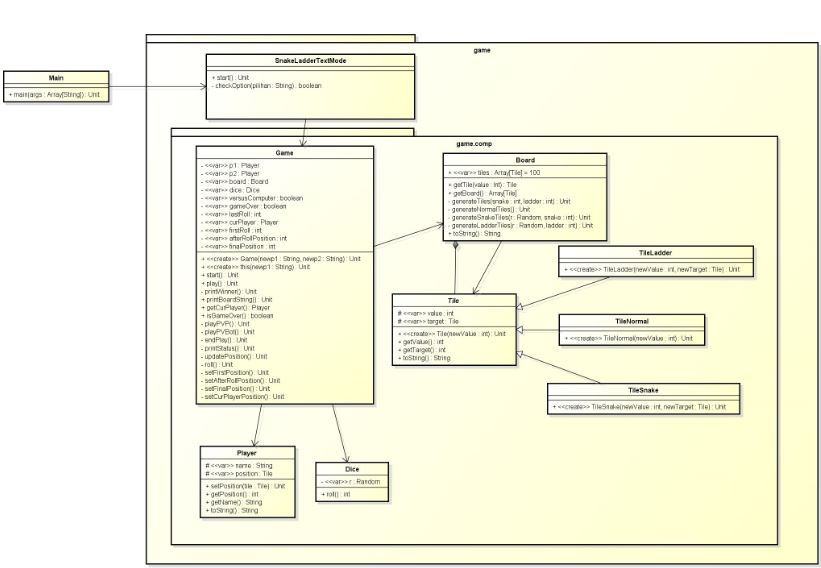 game
SnakeLadderTextMode
+ start() : Unit
- checkOption(pilihan : String) : boolean
Main
+ main(args : Array[String]) : Unit
game.comp
Game
- <<var>> p1 : Player
- <<var>> p2 : Player
- <<var>> board : Board
- <<var>> dice : Dice
- <<var>> versusComputer : boolean
- <<var>> gameOver : boolean
- <<var>> lastRoll : int
- <<var>> curPlayer : Player
- <<var>> firstRoll : int
- <<var>> afterRollPosition : int
- <<var>> finalPosition : int
+ <<create>> Game(newp1 : String, newp2 : String) : Unit
+ <<create>> this(newp1 : String) : Unit
+ start() : Unit
+ play() : Unit
- printWinner() : Unit
+ printBoardString() : Unit
+ getCurPlayer() : Player
+ isGameOver() : boolean
- playPVP() : Unit
- playPVBot() : Unit
- endPlay() : Unit
- printStatus() : Unit
- updatePosition() : Unit
- roll() : Unit
- setFirstPosition() : Unit
- setAfterRollPosition() : Unit
- setFinalPosition() : Unit
- setCurPlayerPosition() : Unit
Board
+ <<var>> tiles : Array[Tile] = 100
+ getTile(value : Int) : Tile
+ getBoard() : Array[Tile]
- generateTiles(snake : int, ladder : int) : Unit
- generateNormalTiles() : Unit
- generateSnakeTiles(r : Random, snake : int) : Unit
- generateLadderTiles(r : Random, ladder : int) : Unit
+ toString() : String
TileLadder
+ <<create>> TileLadder(newValue : int, newTarget : Tile) : Unit
Tile
# <<var>> value : int
# <<var>> target : Tile
+ <<create>> Tile(newValue : int) : Unit
+ getValue() : int
+ getTarget() : int
+ toString() : String
TileNormal
+ <<create>> TileNormal(newValue : int) : Unit
TileSnake
+ <<create>> TileSnake(newValue : int, newTarget : Tile) : Unit
Player
# <<var>> name : String
# <<var>> position : Tile
+ setPosition(tile : Tile) : Unit
+ getPosition() : int
+ getName() : String
+ toString() : String
Dice
- <<var>> r : Random
+ roll() : int